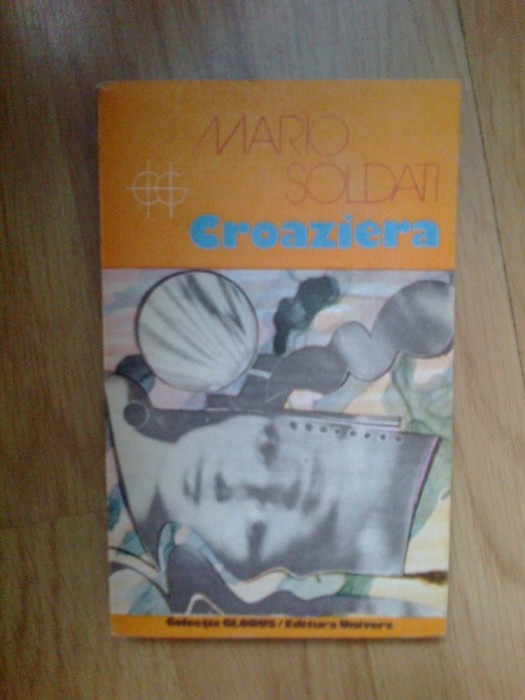 MARIO
SOLDATI
Croaziera
Colecția GLOBUS / Editura Univers